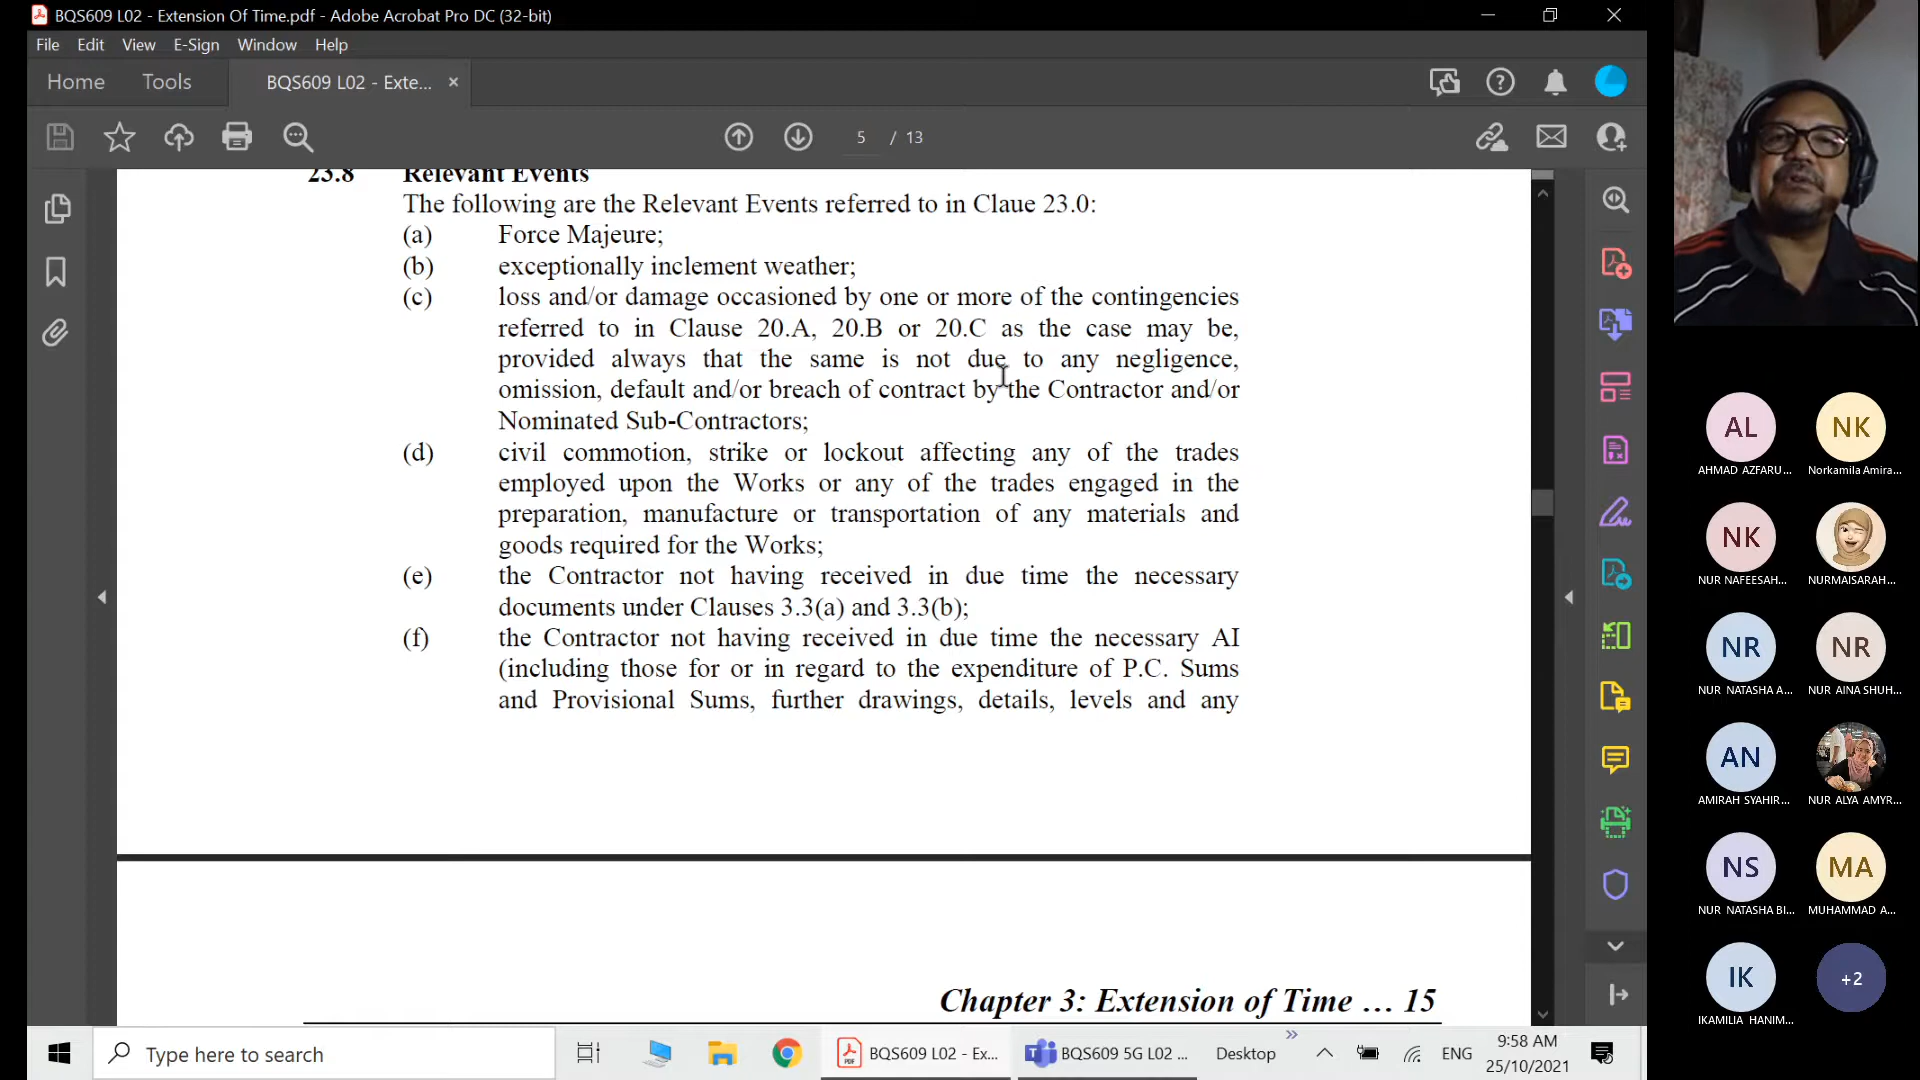 BQS609 L02 - Extension Of Time.pdf - Adobe Acrobat Pro DC (32-bit)
File Edit View E-Sign Window Help
Home Tools BQS609 L02 - Exte... ×
5 / 13
23.8 Relevant Events
The following are the Relevant Events referred to in Claue 23.0:
(a) Force Majeure;
(b) exceptionally inclement weather;
(c) loss and/or damage occasioned by one or more of the contingencies
referred to in Clause 20.A, 20.B or 20.C as the case may be,
provided always that the same is not due to any negligence,
omission, default and/or breach of contract by the Contractor and/or
Nominated Sub-Contractors;
(d) civil commotion, strike or lockout affecting any of the trades
employed upon the Works or any of the trades engaged in the
preparation, manufacture or transportation of any materials and
goods required for the Works;
(e) the Contractor not having received in due time the necessary
documents under Clauses 3.3(a) and 3.3(b);
(f) the Contractor not having received in due time the necessary AI
(including those for or in regard to the expenditure of P.C. Sums
and Provisional Sums, further drawings, details, levels and any
Chapter 3: Extension of Time … 15
Type here to search
BQS609 L02 - Ex...
BQS609 5G L02 ...
Desktop
ENG
9:58 AM
25/10/2021
AL NK
AHMAD AZFARU... Norkamila Amira...
NK
NUR NAFEESAH... NURMAISARAH...
NR NR
NUR NATASHA A... NUR AINA SHUH...
AN
AMIRAH SYAHIR... NUR ALYA AMYR...
NS MA
NUR NATASHA BI... MUHAMMAD A...
IK +2
IKAMILIA HANIM...